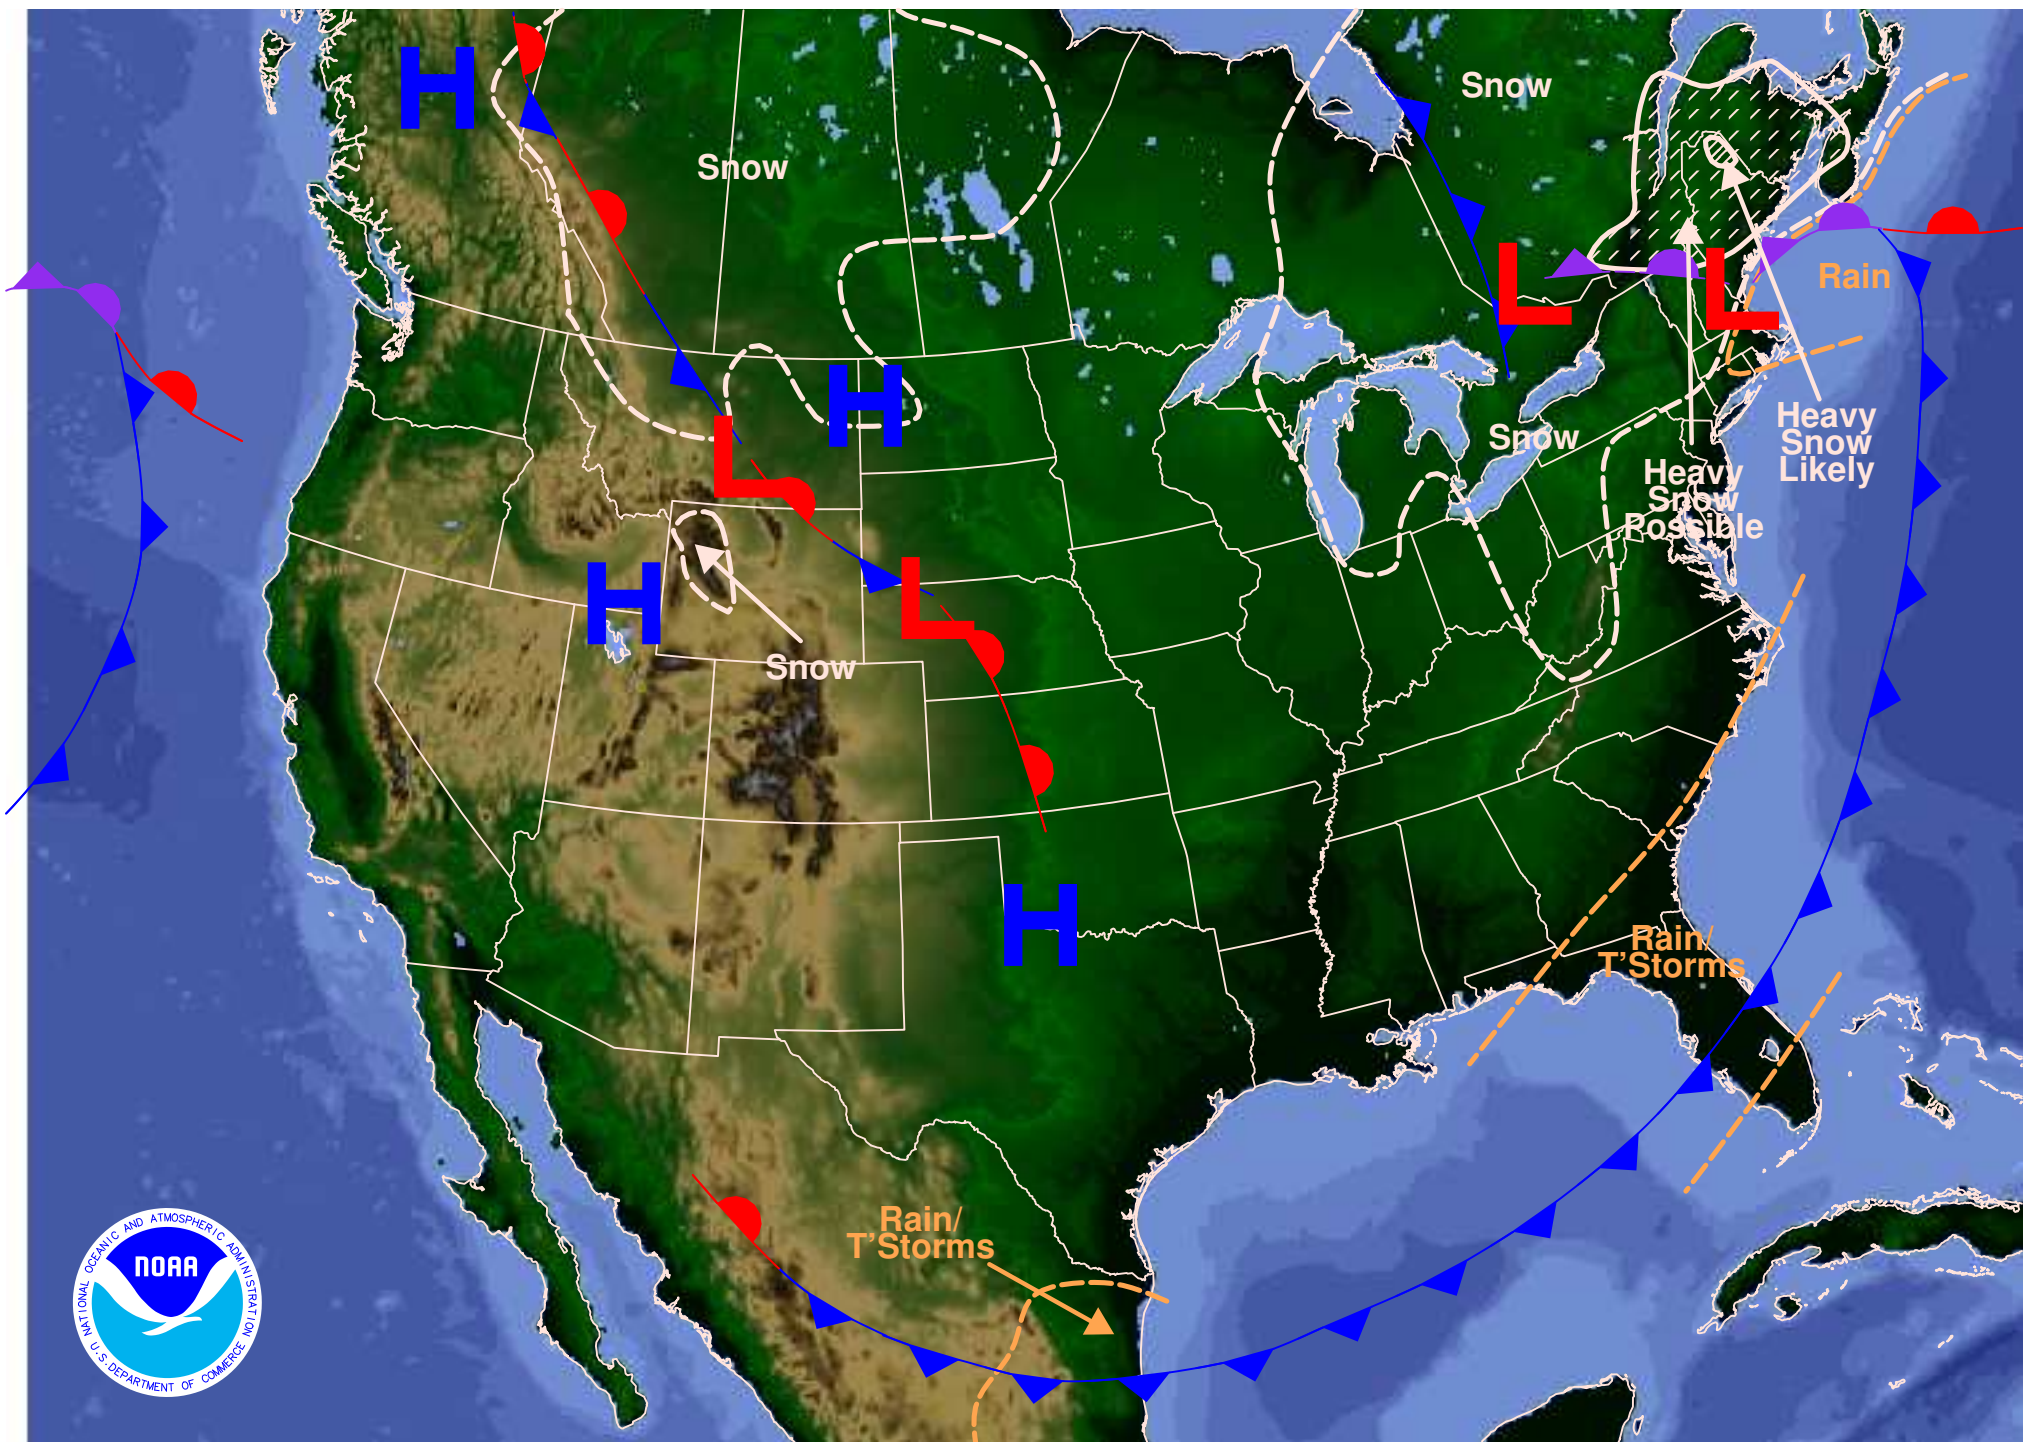 H
Snow
Snow
L
L
Rain
H
L
Heavy
Snow
Likely
Snow
Heavy
Snow
Possible
H
L
Snow
H
Rain/
T'Storms
Rain/
T'Storms
NATIONAL OCEANIC AND ATMOSPHERIC ADMINISTRATION
NOAA
U.S. DEPARTMENT OF COMMERCE